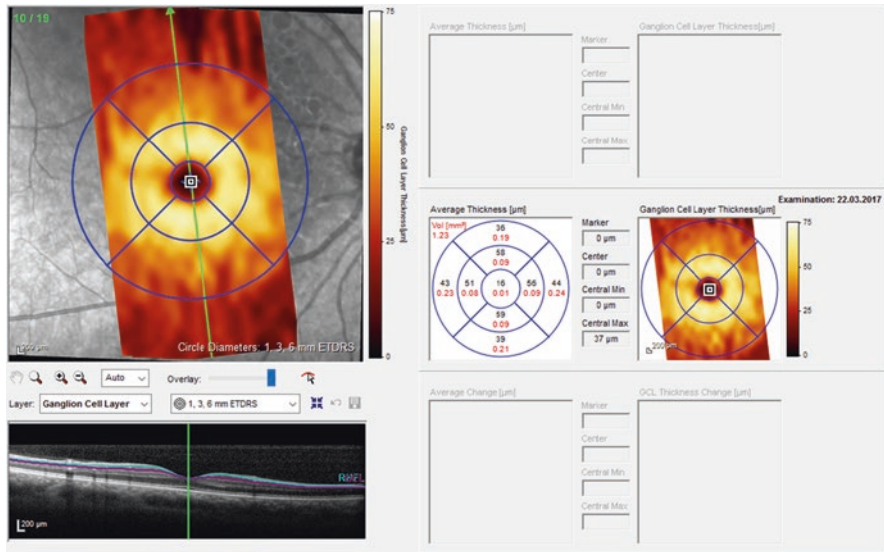 10 / 19
75
50
25
0
Ganglion Cell Layer Thickness[µm]
200 µm
Circle Diameters: 1, 3, 6 mm ETDRS
Auto
Overlay:
Layer: Ganglion Cell Layer
1, 3, 6 mm ETDRS
200 µm
Average Thickness [µm]
Marker
Center
Central Min
Central Max
Ganglion Cell Layer Thickness [µm]
Examination: 22.03.2017
Average Thickness [µm]
Vol [mm³]
1.23
36
0.19
58
0.09
43
0.23
51
0.08
16
0.01
56
0.09
44
0.24
59
0.09
39
0.21
Marker
0 µm
Center
0 µm
Central Min
0 µm
Central Max
37 µm
Ganglion Cell Layer Thickness[µm]
200 µm
75
50
25
0
Average Change [µm]
Marker
Center
Central Min
Central Max
GCL Thickness Change [µm]